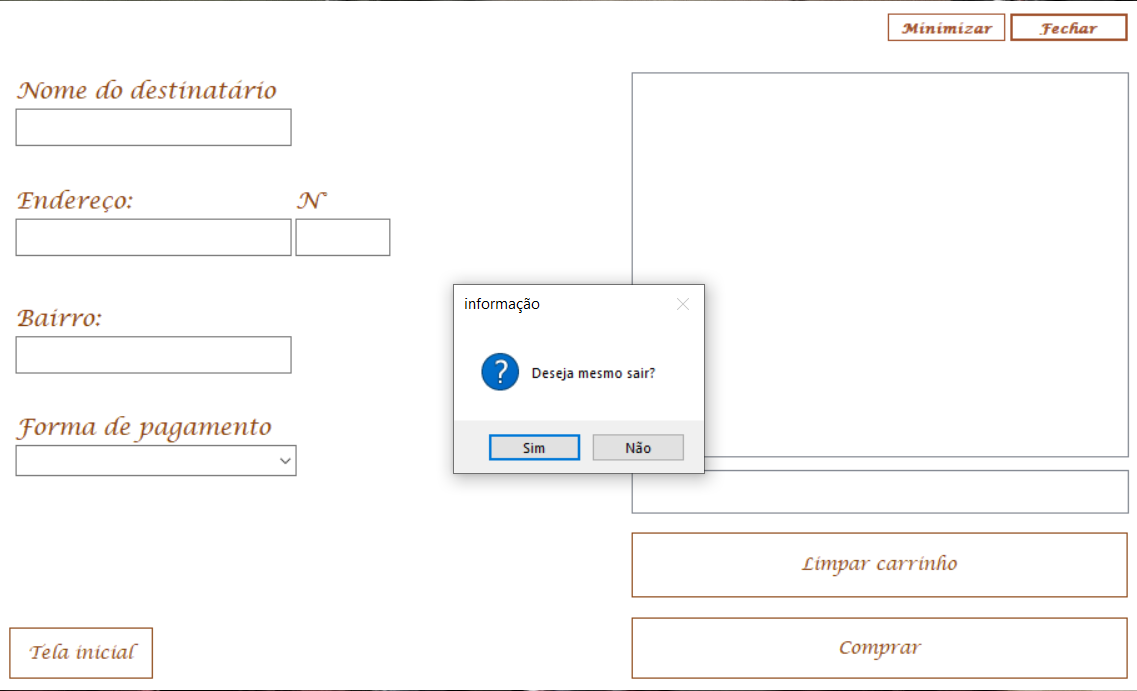 Minimizar Fechar
Nome do destinatário
Endereço: N°
Bairro:
informação
Deseja mesmo sair?
Sim Não
Forma de pagamento
Limpar carrinho
Comprar
Tela inicial